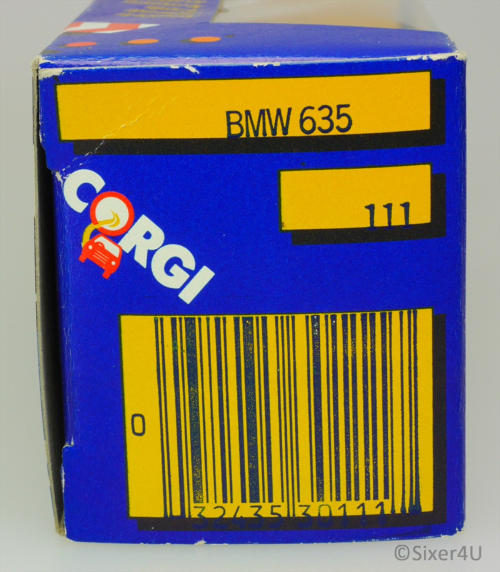 BMW 635
111
CORGI
0
32435 30111
©Sixer4U